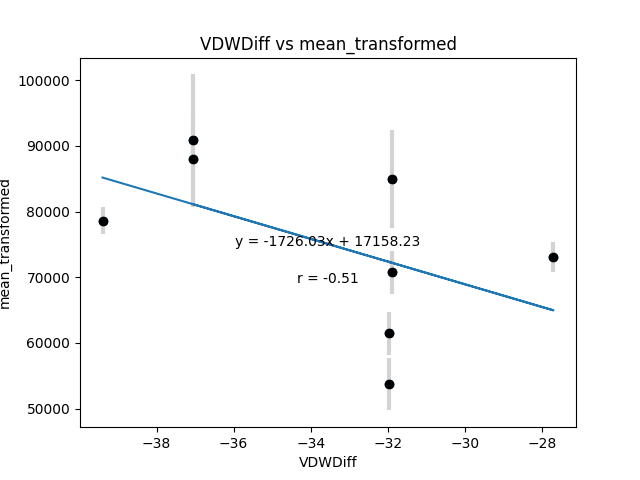 VDWDiff vs mean_transformed
mean_transformed
100000
90000
80000
70000
60000
50000
y = -1726.03x + 17158.23
r = -0.51
−38
−36
−34
−32
−30
−28
VDWDiff